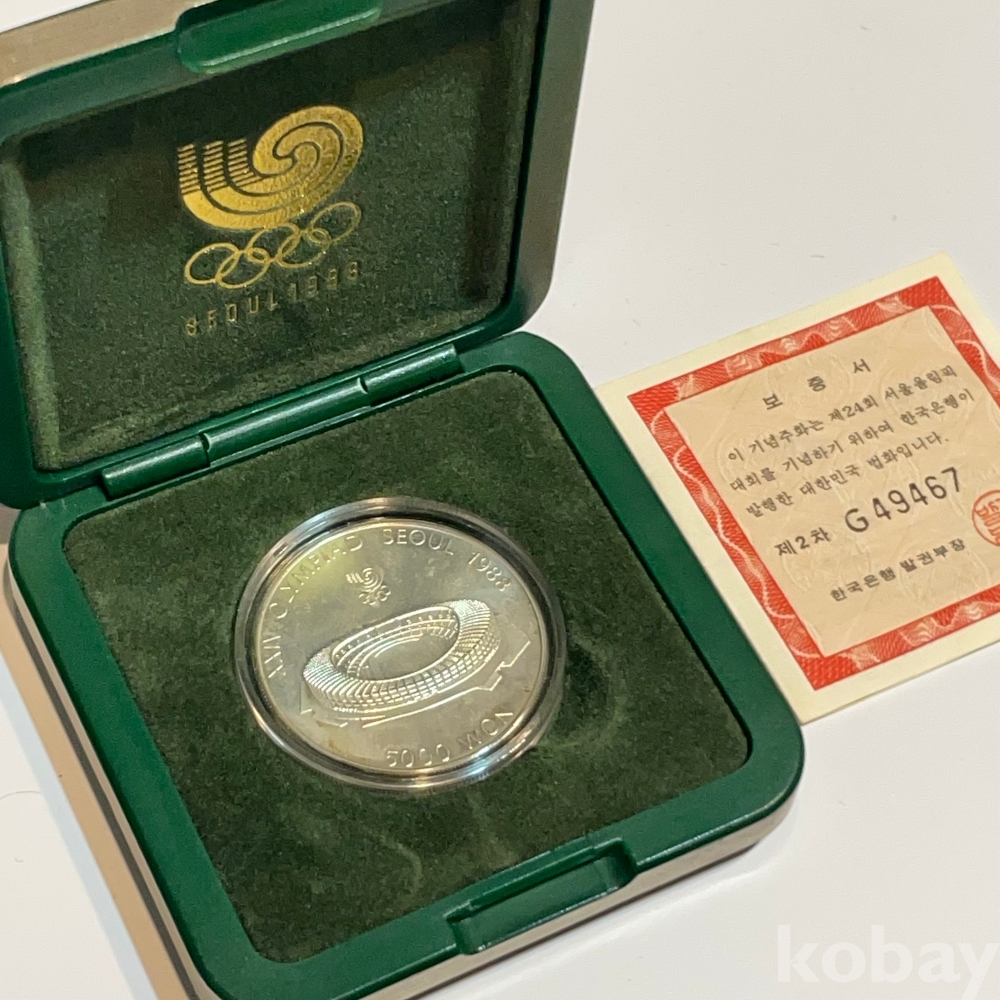 SEOUL 1988
XXIV OLYMPIAD SEOUL 1988
5000 WON
보증서
이 기념주화는 제24회 서울올림픽
대회를 기념하기 위하여 한국은행이
발행한 대한민국 법화입니다.
제2차 G49467
한국은행 발권부장
kobay